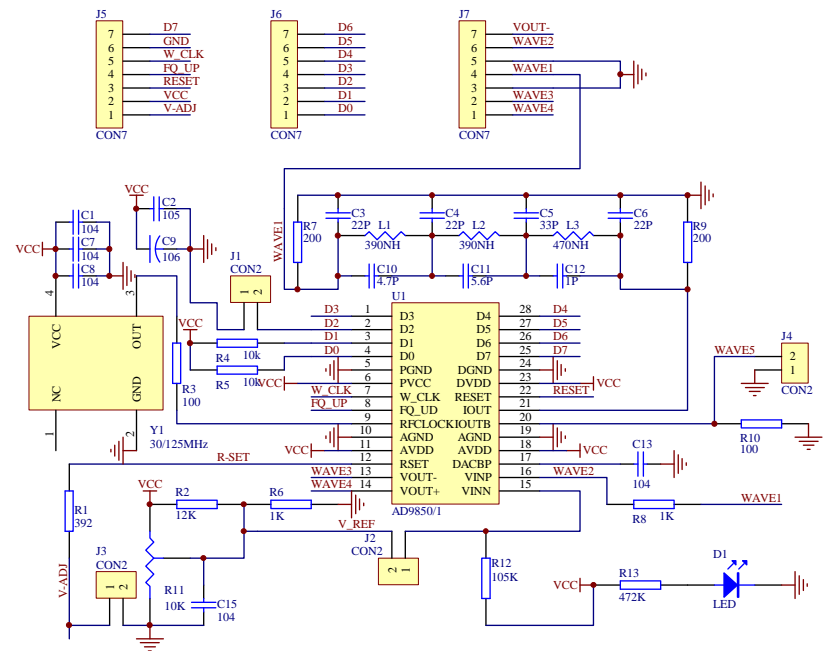 J5
7 D7
6 GND
5 W_CLK
4 FQ_UP
3 RESET
2 VCC
1 V-ADJ
CON7
J6
7 D6
6 D5
5 D4
4 D3
3 D2
2 D1
1 D0
CON7
J7
7 VOUT-
6 WAVE2
5
4 WAVE1
3
2 WAVE3
1 WAVE4
CON7
VCC
C1
104
C7
104
C8
104
VCC
C2
105
C9
106
J1
CON2
1 2
WAVE1
R7
200
C3
22P
L1
390NH
C4
22P
L2
390NH
C5
33P
L3
470NH
C6
22P
R9
200
C10
4.7P
C11
5.6P
C12
1P
4 3
VCC OUT
NC GND
1 2
Y1
30/125MHz
R3
100
VCC
R4
10k
R5
10k
U1
D3 1 D3 D4 28 D4
D2 2 D2 D5 27 D5
D1 3 D1 D6 26 D6
D0 4 D0 D7 25 D7
5 PGND DGND 24
VCC 6 PVCC DVDD 23 VCC
W_CLK 7 W_CLK RESET 22 RESET
FQ_UP 8 FQ_UD IOUT 21
9 RFCLOCK IOUTB 20
10 AGND AGND 19
VCC 11 AVDD AVDD 18 VCC
R-SET 12 RSET DACBP 17
WAVE3 13 VOUT- VINP 16 WAVE2
WAVE4 14 VOUT+ VINN 15
AD9850/1
WAVE5
J4
2
1
CON2
R10
100
C13
104
R8 1K
WAVE1
R1
392
V-ADJ
J3
CON2
1 2
VCC
R2
12K
R6
1K
V_REF
R11
10K
C15
104
J2
CON2
2 1
R12
105K
VCC
R13
472K
D1
LED